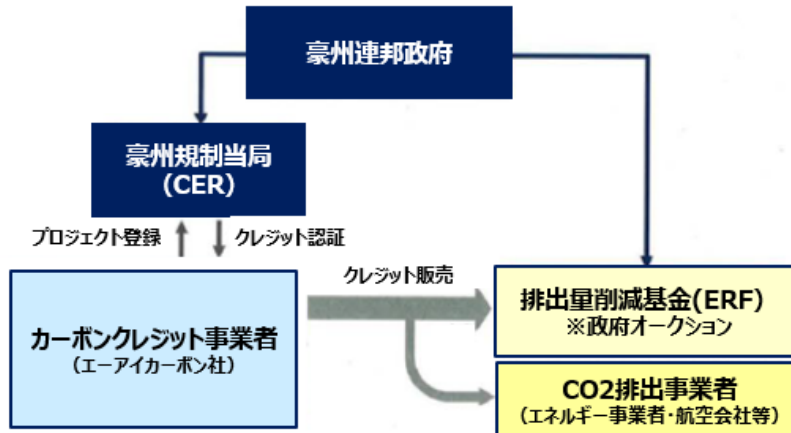 豪州連邦政府
豪州規制当局
(CER)
プロジェクト登録
クレジット認証
クレジット販売
カーボンクレジット事業者
（エーアイカーボン社）
排出量削減基金(ERF)
※政府オークション
CO2排出事業者
（エネルギー事業者・航空会社等）